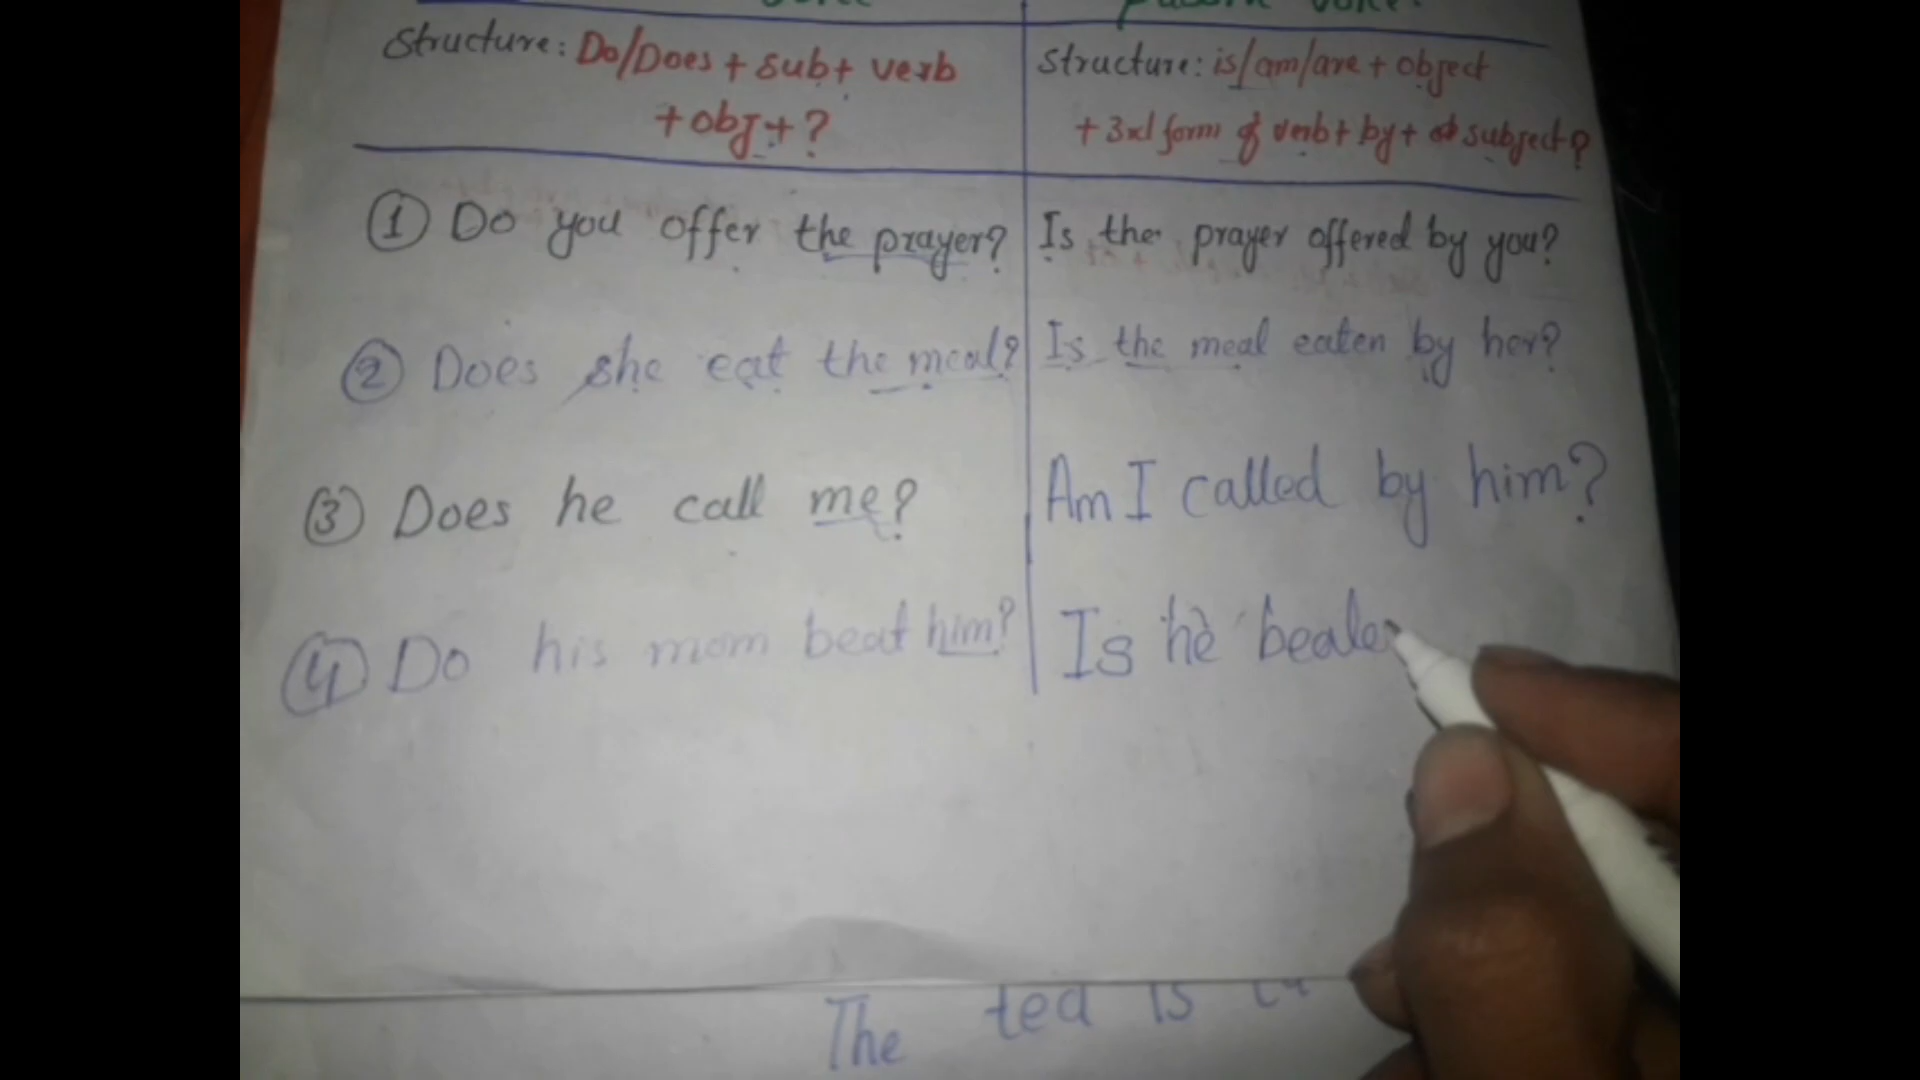 Structure: Do/Does + sub + verb
+ obj + ?
Structure: is/am/are + object
+ 3rd form of verb + by + subject?
① Do you offer the prayer?
Is the prayer offered by you?
② Does she eat the meal?
Is the meal eaten by her?
③ Does he call me?
Am I called by him?
④ Do his mom beat him?
Is he beate
The tea is